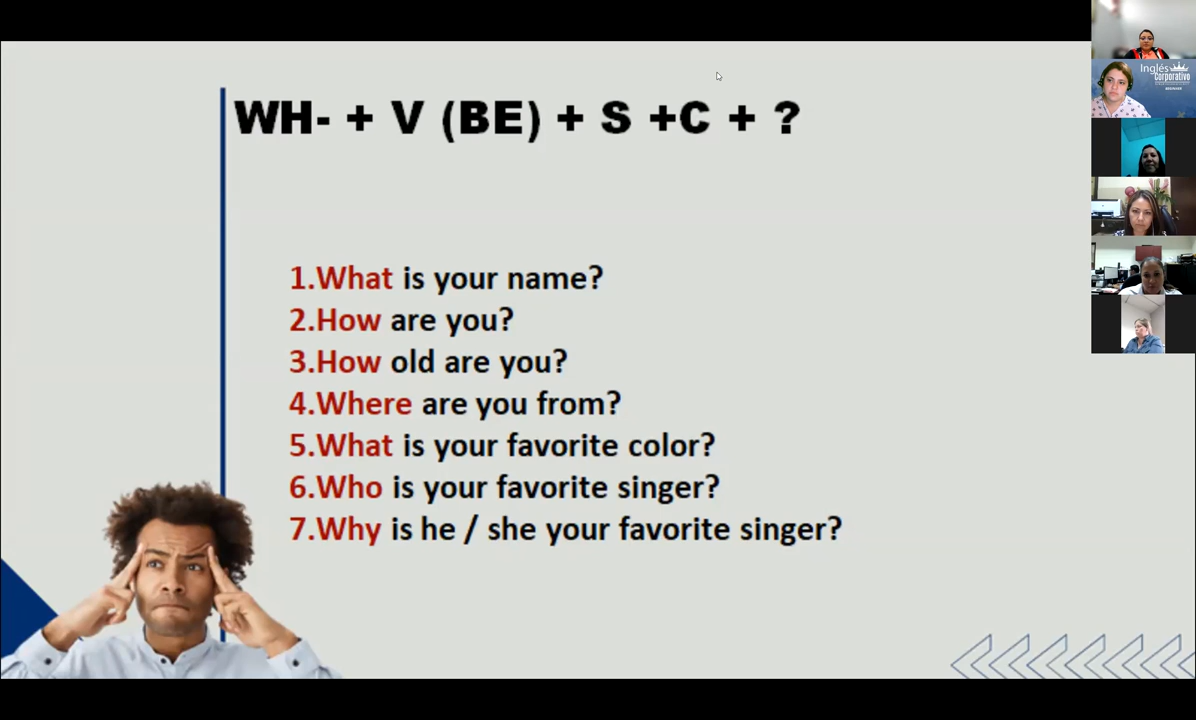 WH- + V (BE) + S +C + ?
1.What is your name?
2.How are you?
3.How old are you?
4.Where are you from?
5.What is your favorite color?
6.Who is your favorite singer?
7.Why is he / she your favorite singer?
Inglés
Corporativo